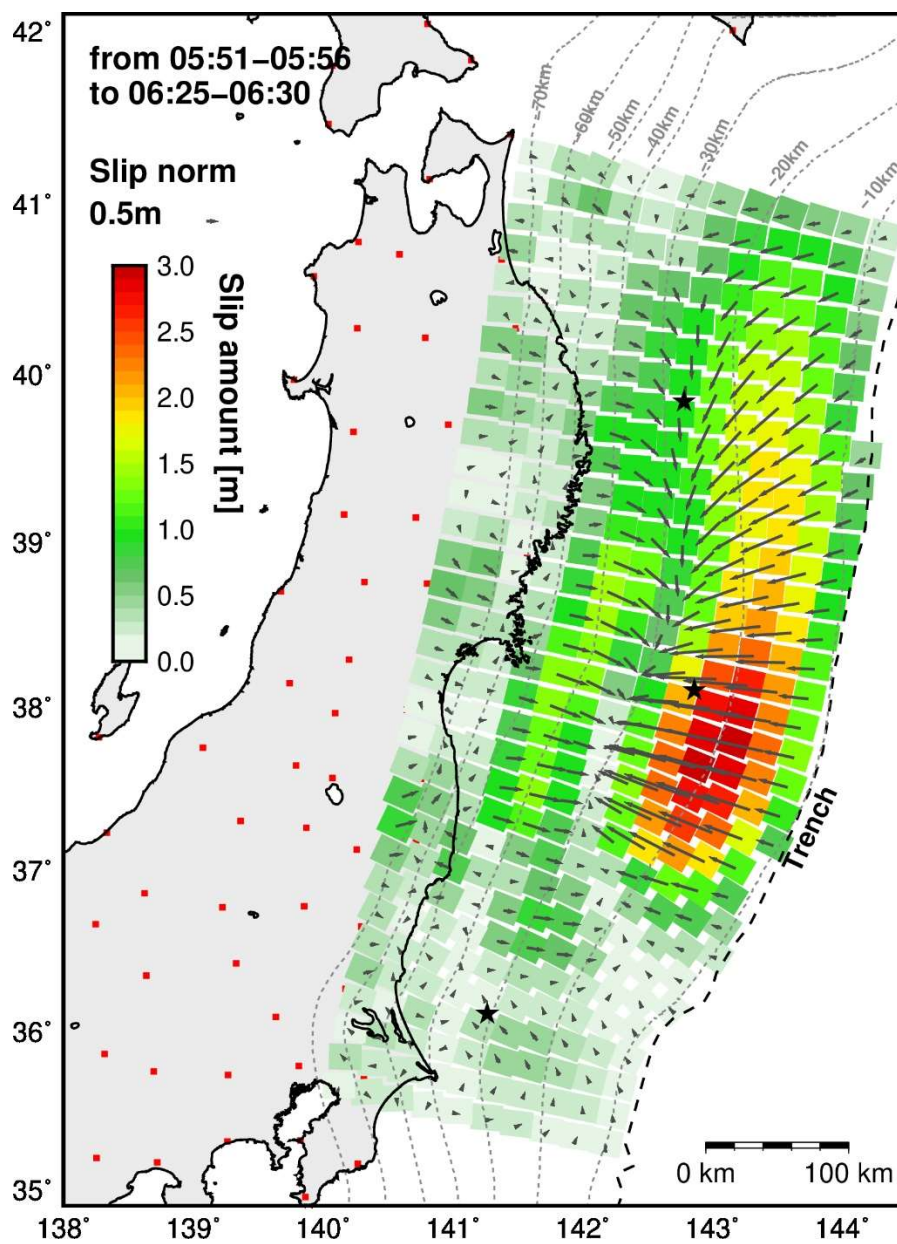 from 05:51–05:56
to 06:25–06:30
Slip norm
0.5m
3.0
2.5
2.0
1.5
1.0
0.5
0.0
Slip amount [m]
-70km
-60km
-50km
-40km
-30km
-20km
-10km
Trench
0 km 100 km
42°
41°
40°
39°
38°
37°
36°
35°
138° 139° 140° 141° 142° 143° 144°